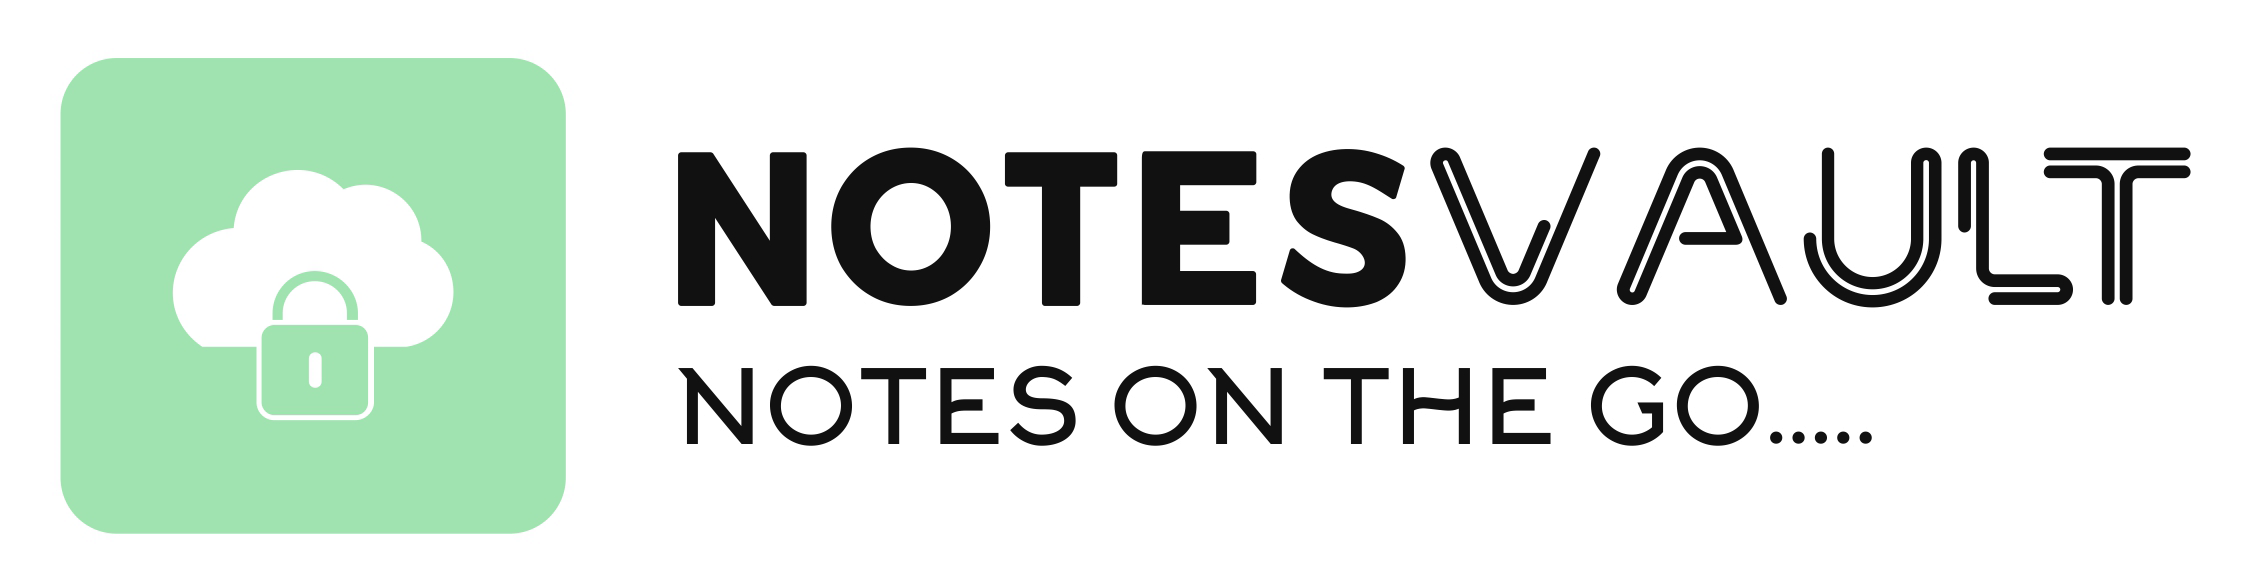 NOTESVAULT
NOTES ON THE GO.....